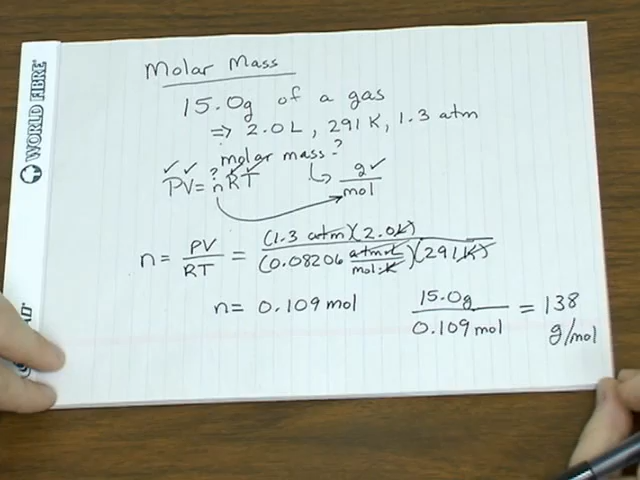 WORLD FIBRE
Molar Mass
15.0g of a gas
⇒ 2.0 L, 291 K, 1.3 atm
molar mass?
PV = nRT
?
g
mol
n = PV / RT = (1.3 atm)(2.0L) / (0.08206 atm·L / mol·K)(291K)
n = 0.109 mol
15.0g / 0.109 mol = 138 g/mol